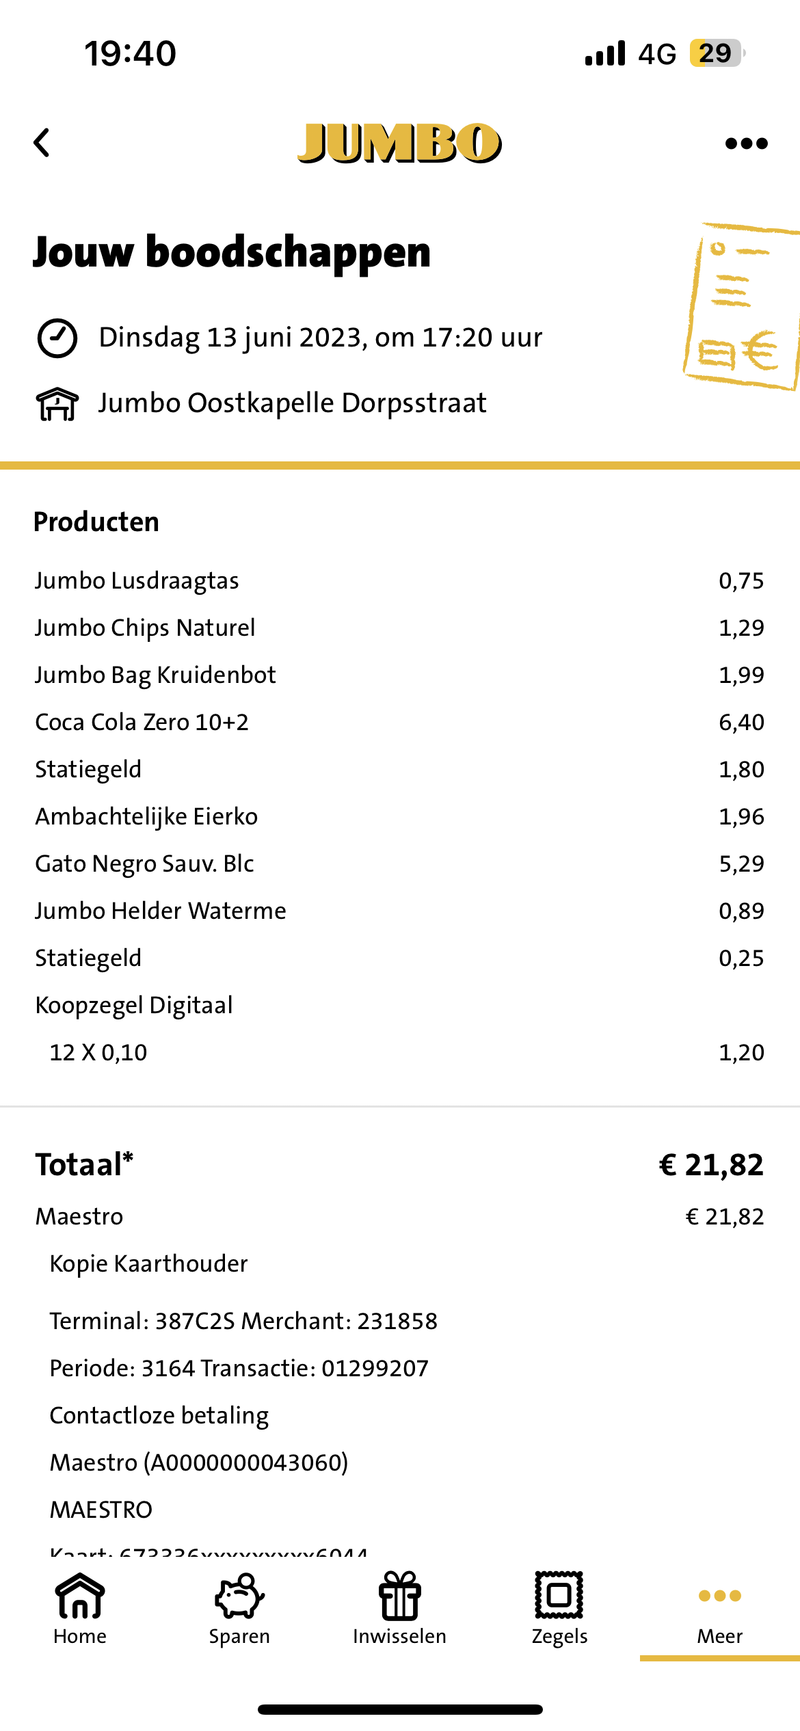 19:40
4G 29
JUMBO
Jouw boodschappen
Dinsdag 13 juni 2023, om 17:20 uur
Jumbo Oostkapelle Dorpsstraat
Producten
Jumbo Lusdraagtas 0,75
Jumbo Chips Naturel 1,29
Jumbo Bag Kruidenbot 1,99
Coca Cola Zero 10+2 6,40
Statiegeld 1,80
Ambachtelijke Eierko 1,96
Gato Negro Sauv. Blc 5,29
Jumbo Helder Waterme 0,89
Statiegeld 0,25
Koopzegel Digitaal
12 X 0,10 1,20
Totaal* € 21,82
Maestro € 21,82
Kopie Kaarthouder
Terminal: 387C2S Merchant: 231858
Periode: 3164 Transactie: 01299207
Contactloze betaling
Maestro (A0000000043060)
MAESTRO
Kaart: 673336xxxxxxxxx6044
Home Sparen Inwisselen Zegels Meer